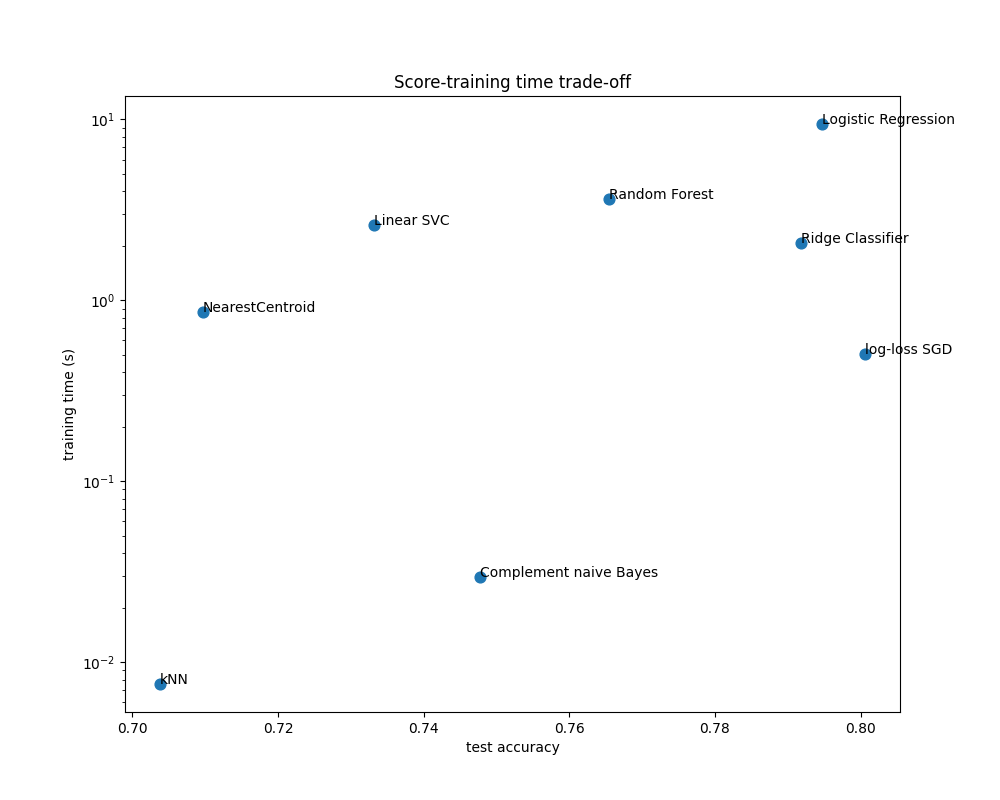 Score-training time trade-off
training time (s)
10¹
10⁰
10⁻¹
10⁻²
Logistic Regression
Random Forest
Linear SVC
Ridge Classifier
NearestCentroid
log-loss SGD
Complement naive Bayes
kNN
0.70 0.72 0.74 0.76 0.78 0.80
test accuracy